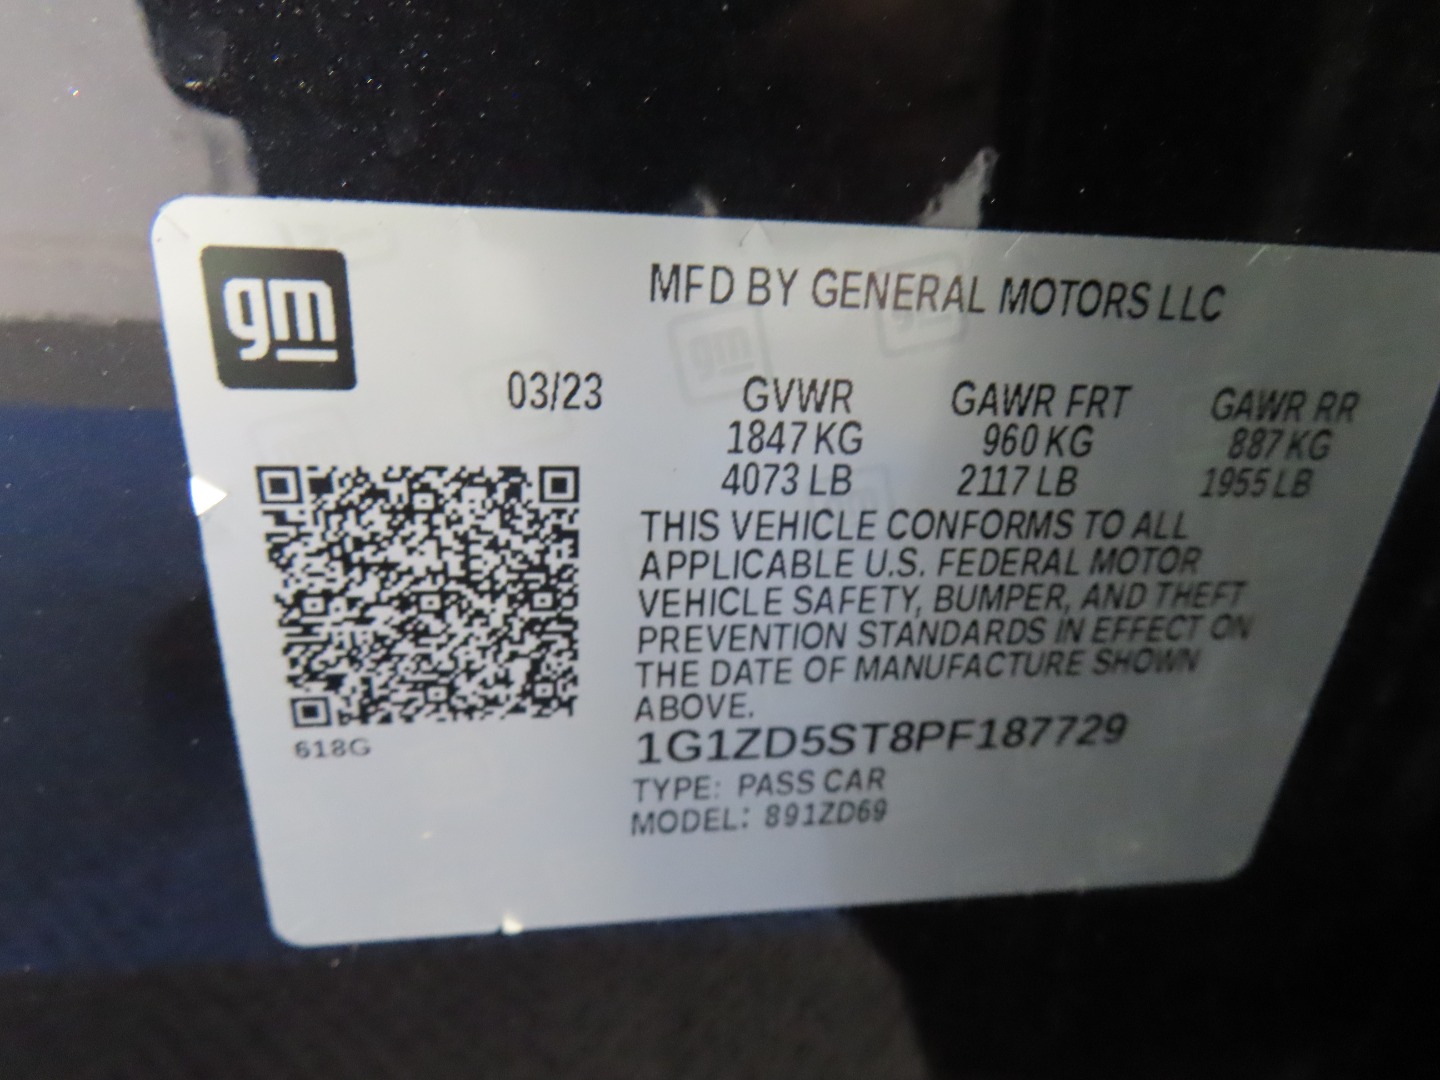 gm
MFD BY GENERAL MOTORS LLC
03/23 GVWR GAWR FRT GAWR RR
1847 KG 960 KG 887 KG
4073 LB 2117 LB 1955 LB
THIS VEHICLE CONFORMS TO ALL
APPLICABLE U.S. FEDERAL MOTOR
VEHICLE SAFETY, BUMPER, AND THEFT
PREVENTION STANDARDS IN EFFECT ON
THE DATE OF MANUFACTURE SHOWN
ABOVE.
618G
1G1ZD5ST8PF187729
TYPE: PASS CAR
MODEL: 891ZD69